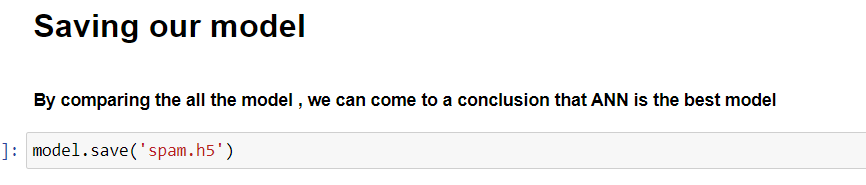 Saving our model
By comparing the all the model , we can come to a conclusion that ANN is the best model
]: model.save('spam.h5')